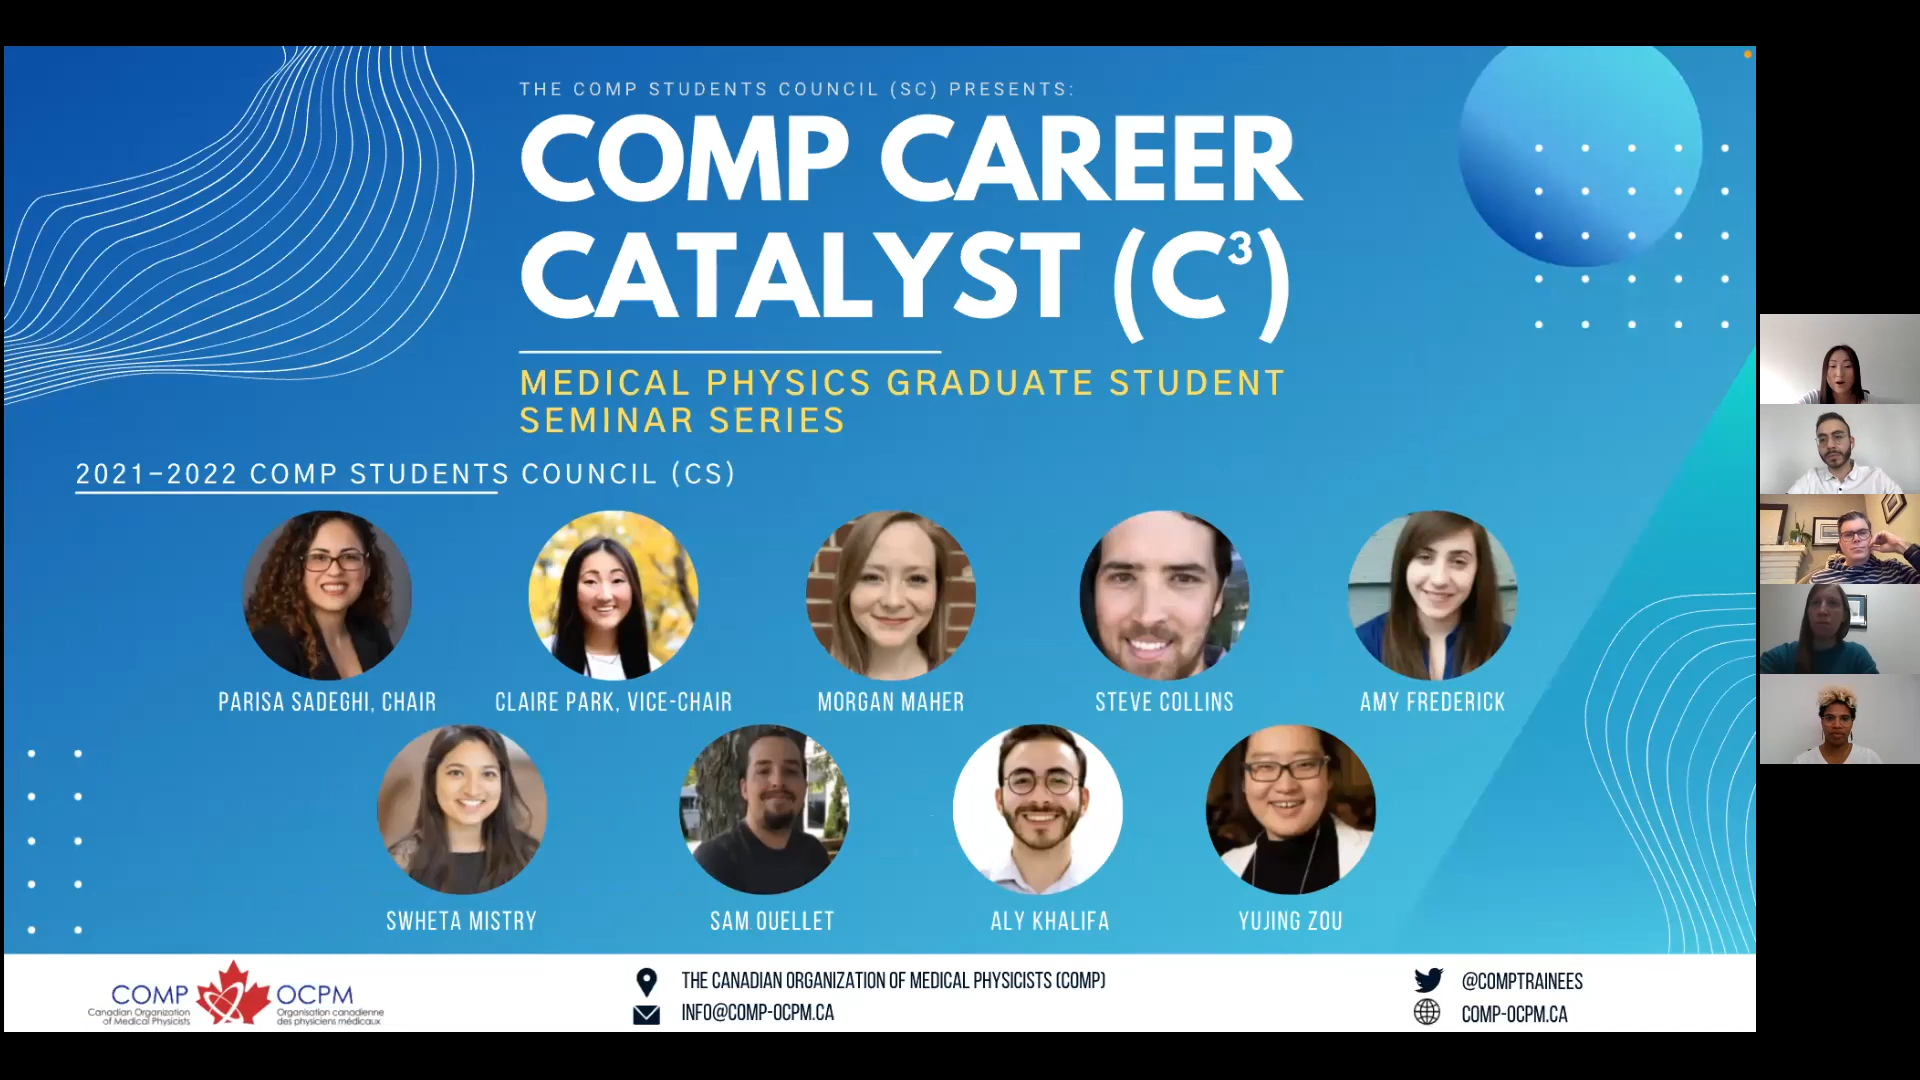 THE COMP STUDENTS COUNCIL (SC) PRESENTS:
COMP CAREER
CATALYST (C³)
MEDICAL PHYSICS GRADUATE STUDENT
SEMINAR SERIES
2021–2022 COMP STUDENTS COUNCIL (CS)
PARISA SADEGHI, CHAIR
CLAIRE PARK, VICE-CHAIR
MORGAN MAHER
STEVE COLLINS
AMY FREDERICK
SWHETA MISTRY
SAM OUELLET
ALY KHALIFA
YUJING ZOU
COMP OCPM
Canadian Organization
of Medical Physicists
Organisation canadienne
des physiciens médicaux
THE CANADIAN ORGANIZATION OF MEDICAL PHYSICISTS (COMP)
INFO@COMP-OCPM.CA
@COMPTRAINEES
COMP-OCPM.CA